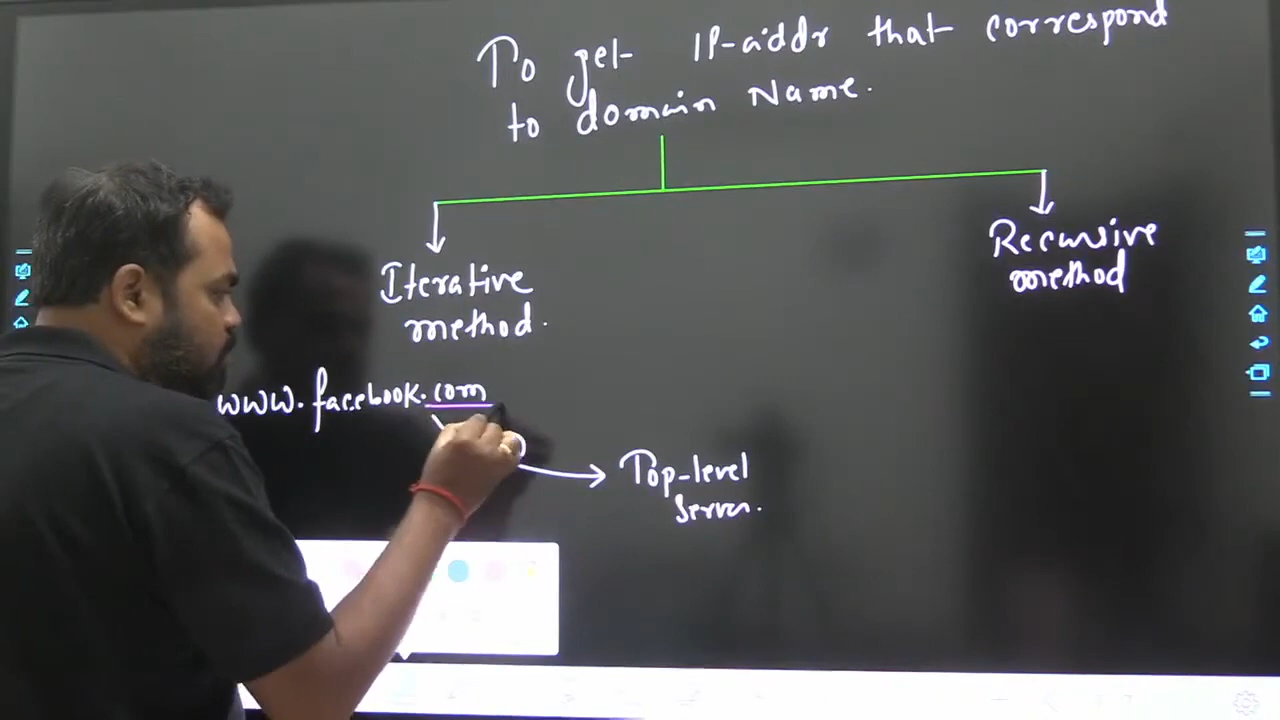 To get IP-addr that correspond
to domain Name.
Iterative
method.
Recursive
method
www.facebook.com
Top-level
Server.